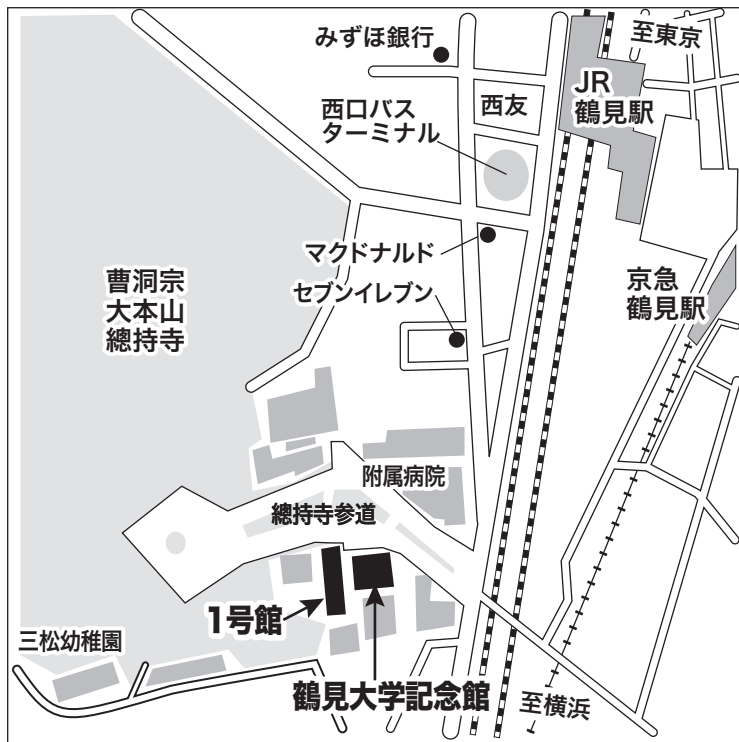 みずほ銀行
至東京
JR
鶴見駅
西口バス
ターミナル
西友
マクドナルド
セブンイレブン
京急
鶴見駅
曹洞宗
大本山
總持寺
附属病院
總持寺参道
1号館
三松幼稚園
鶴見大学記念館
至横浜